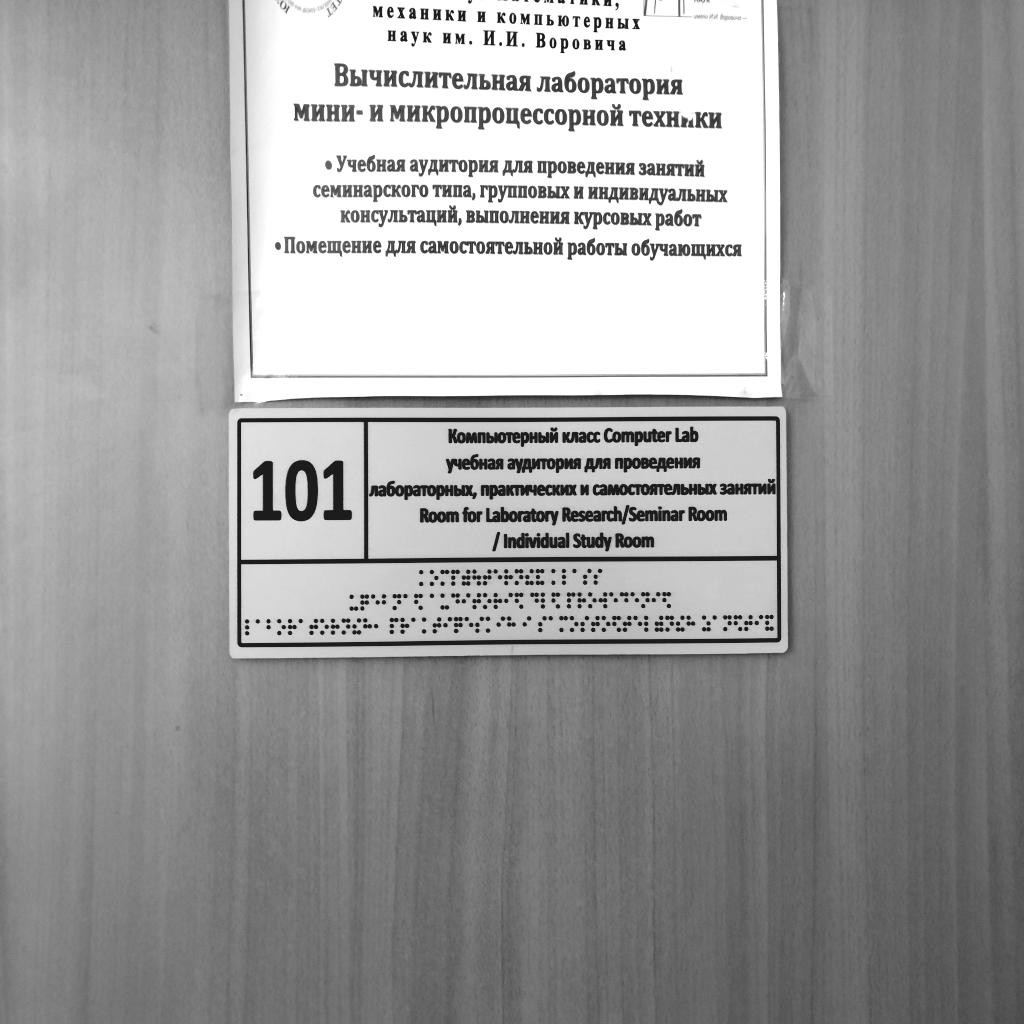 механики и компьютерных
наук им. И.И. Воровича
Вычислительная лаборатория
мини- и микропроцессорной техники
• Учебная аудитория для проведения занятий
семинарского типа, групповых и индивидуальных
консультаций, выполнения курсовых работ
• Помещение для самостоятельной работы обучающихся
101
Компьютерный класс Computer Lab
учебная аудитория для проведения
лабораторных, практических и самостоятельных занятий
Room for Laboratory Research/Seminar Room
/ Individual Study Room